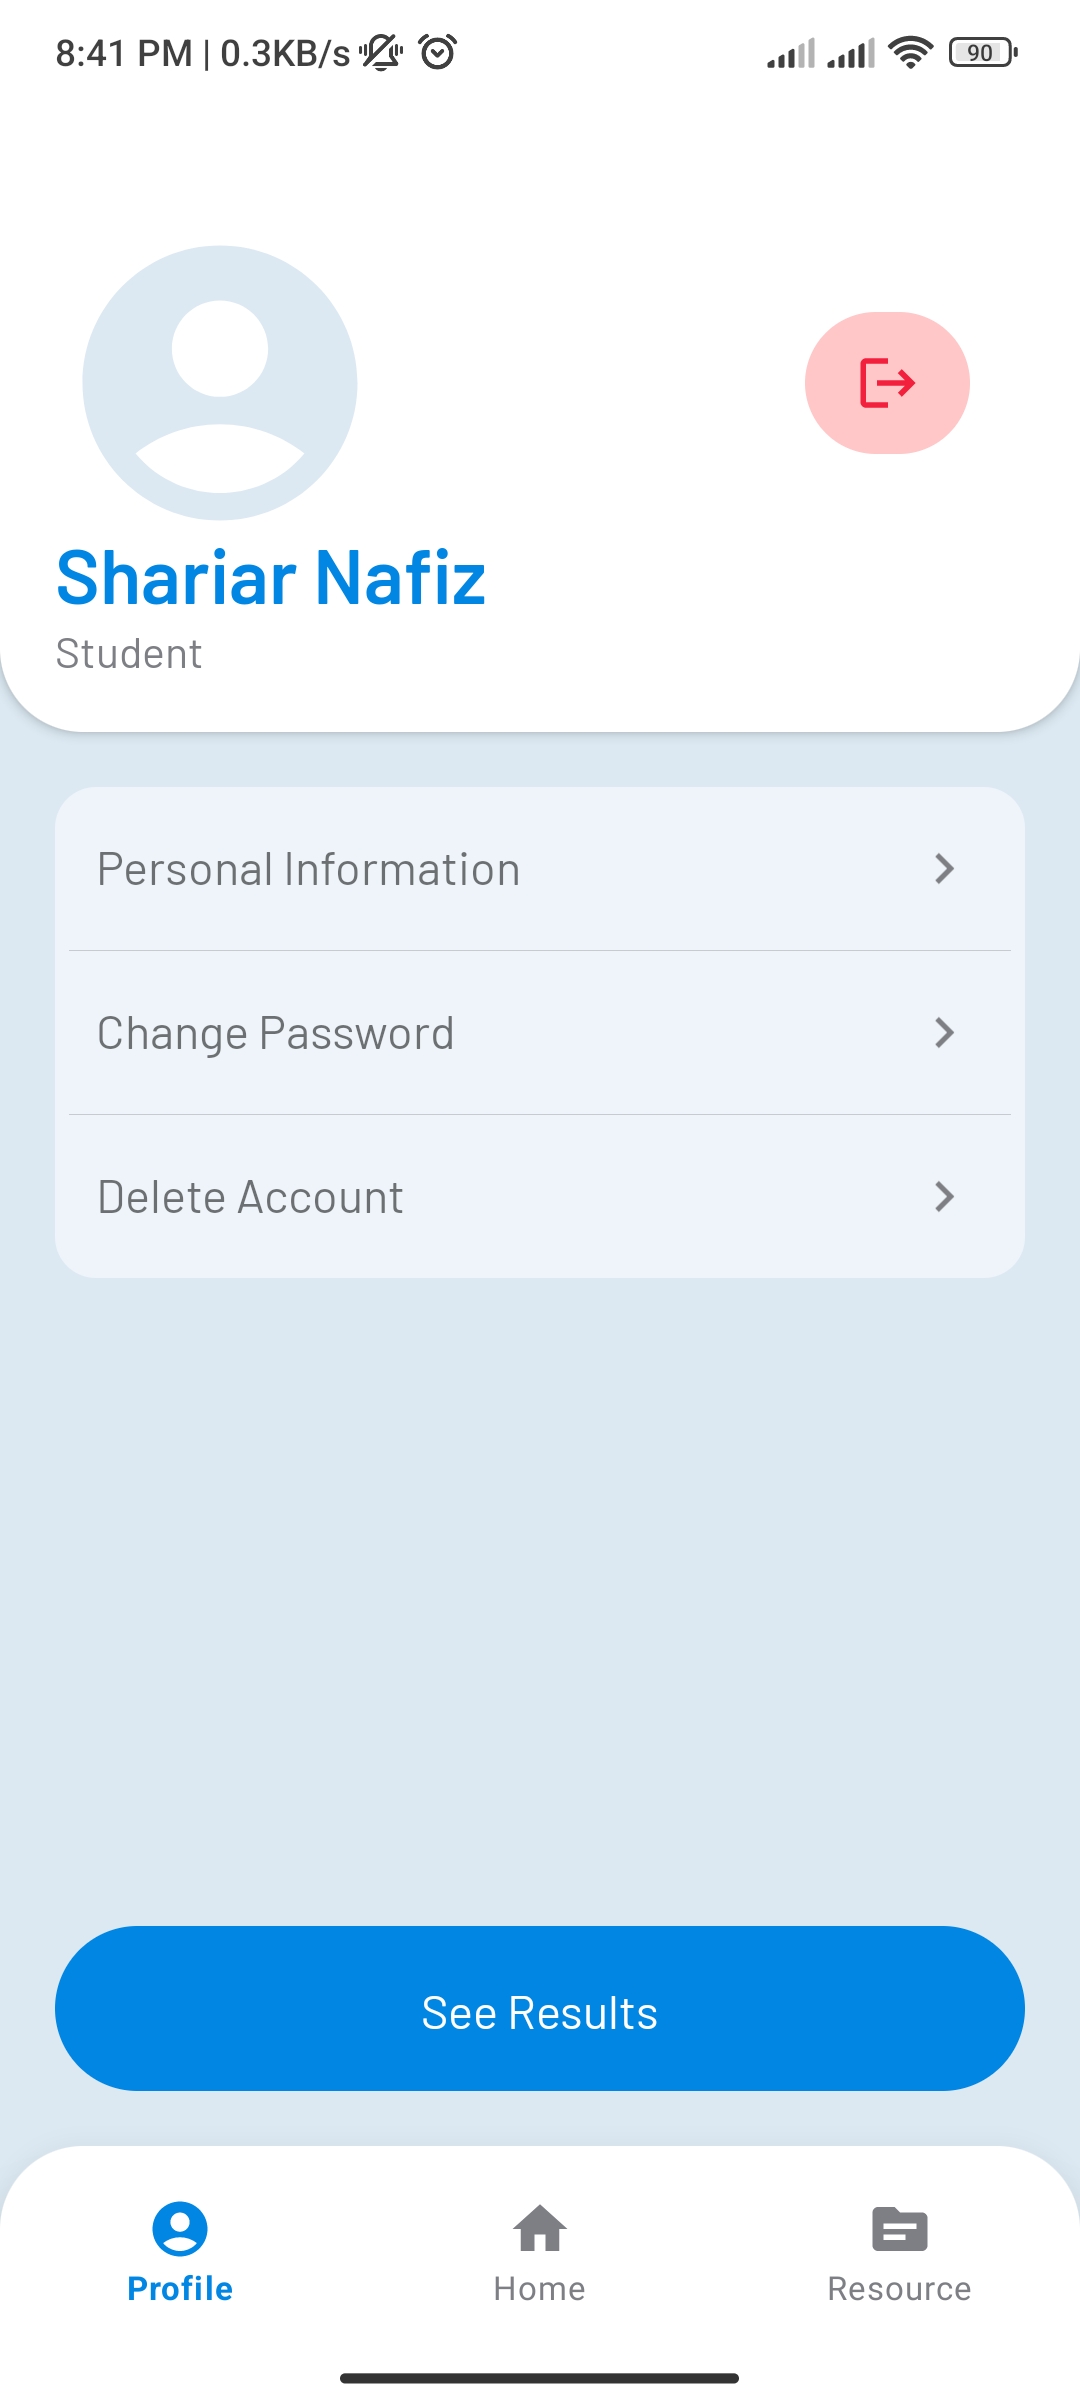 8:41 PM | 0.3KB/s
90
Shariar Nafiz
Student
Personal Information
Change Password
Delete Account
See Results
Profile
Home
Resource